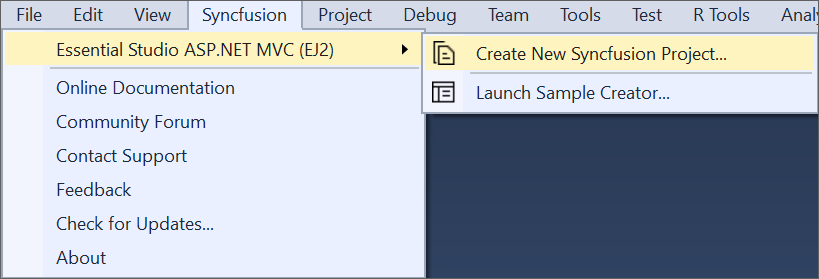 File Edit View Syncfusion Project Debug Team Tools Test R Tools Analy
Essential Studio ASP.NET MVC (EJ2)
Create New Syncfusion Project...
Launch Sample Creator...
Online Documentation
Community Forum
Contact Support
Feedback
Check for Updates...
About